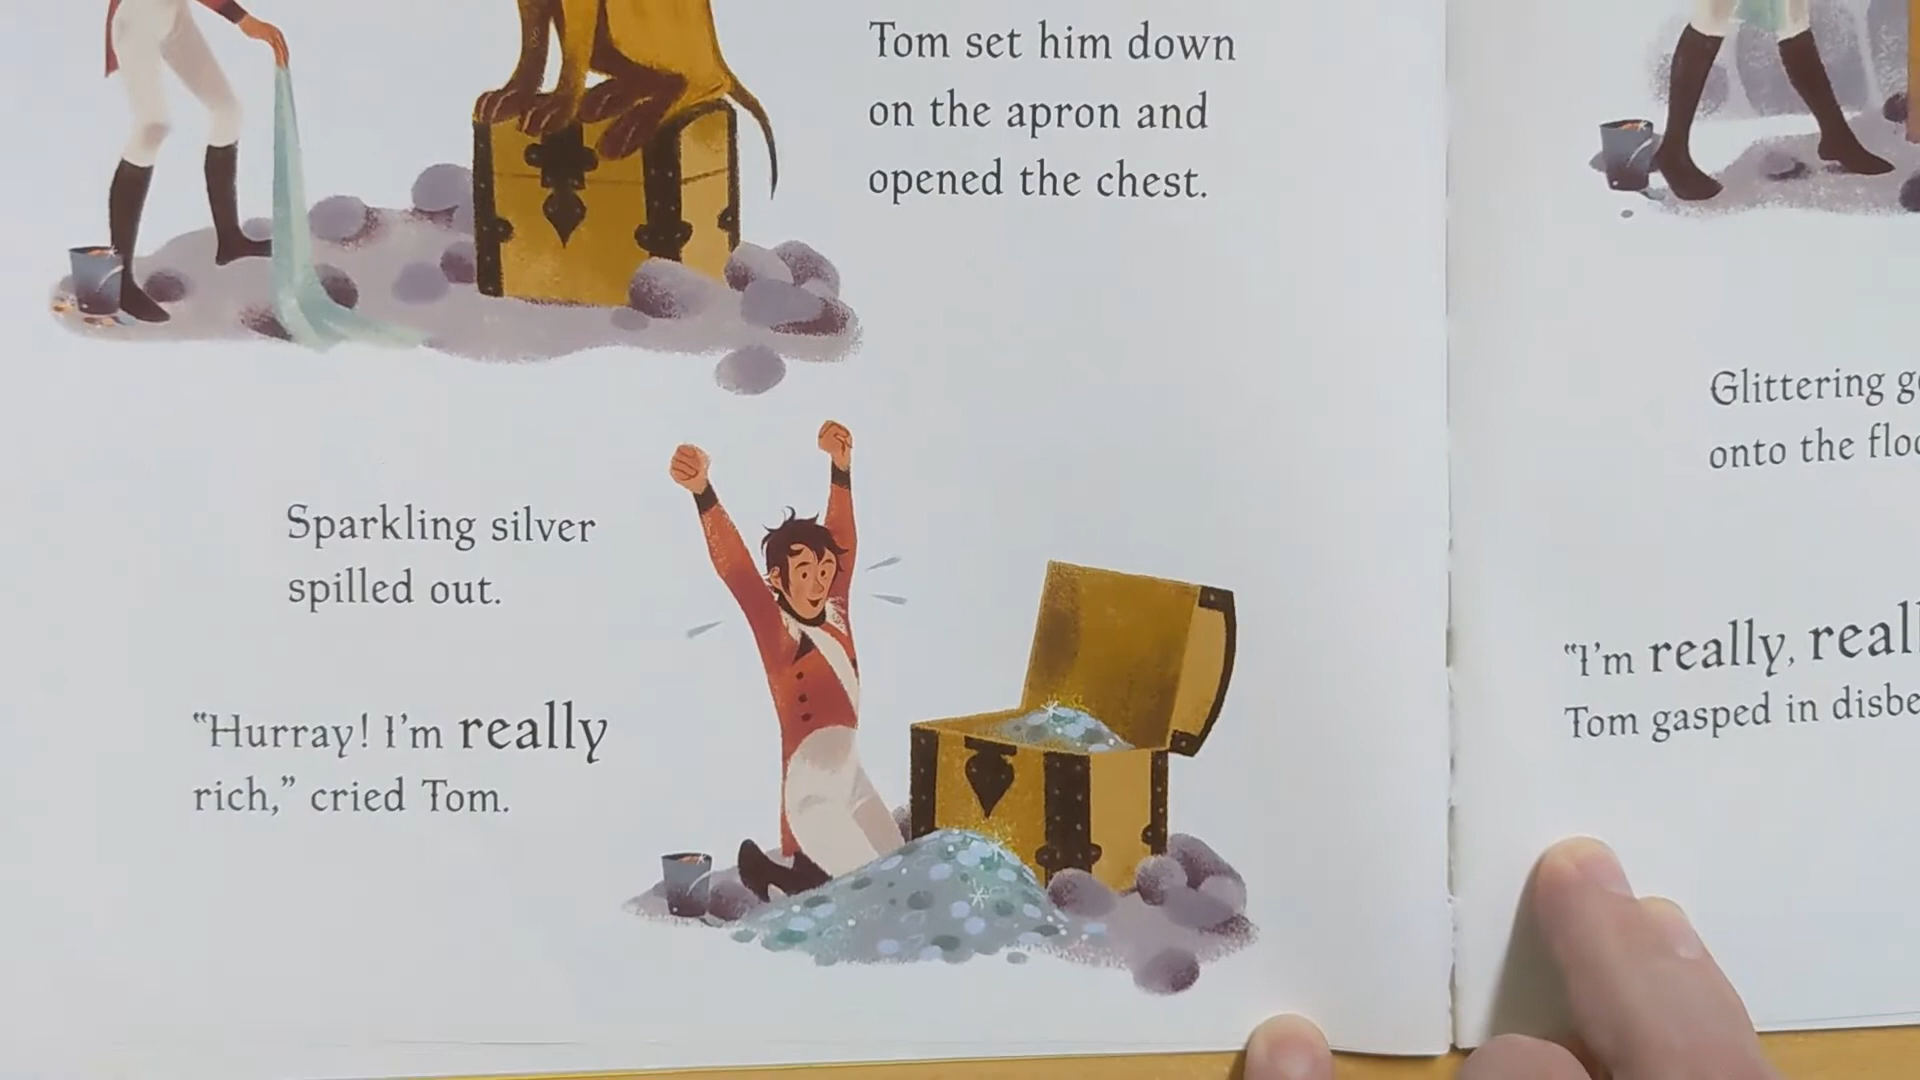 Tom set him down
on the apron and
opened the chest.
Sparkling silver
spilled out.
"Hurray! I'm really
rich," cried Tom.
Glittering
onto the
"I'm really,
Tom gasped in